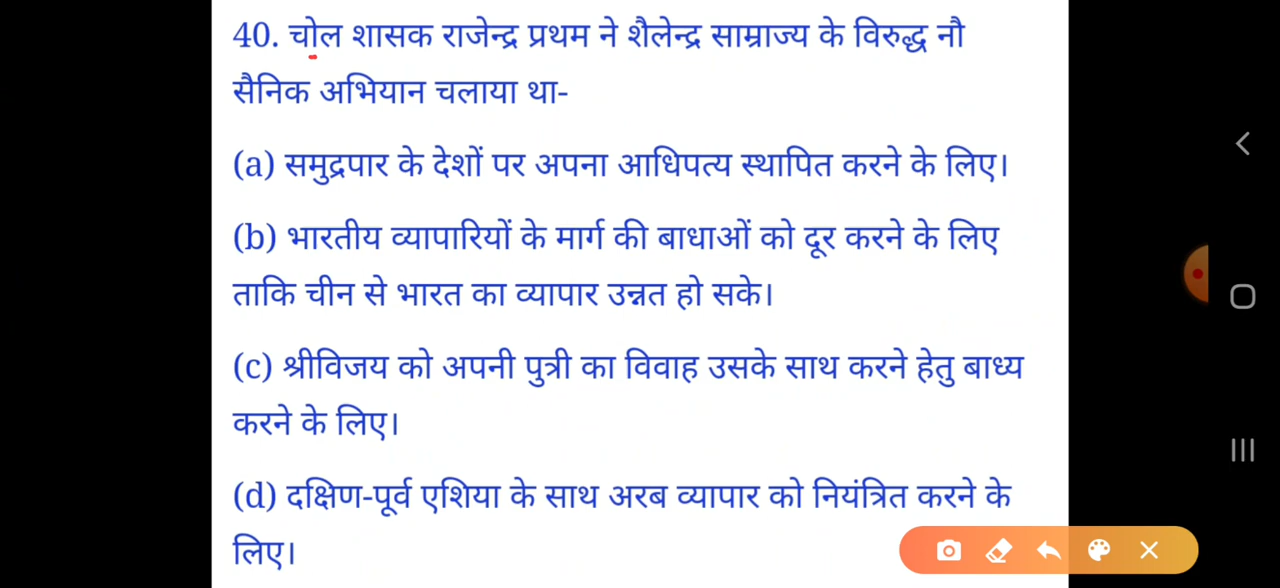 40. चोल शासक राजेन्द्र प्रथम ने शैलेन्द्र साम्राज्य के विरुद्ध नौ
सैनिक अभियान चलाया था-
(a) समुद्रपार के देशों पर अपना आधिपत्य स्थापित करने के लिए।
(b) भारतीय व्यापारियों के मार्ग की बाधाओं को दूर करने के लिए
ताकि चीन से भारत का व्यापार उन्नत हो सके।
(c) श्रीविजय को अपनी पुत्री का विवाह उसके साथ करने हेतु बाध्य
करने के लिए।
(d) दक्षिण-पूर्व एशिया के साथ अरब व्यापार को नियंत्रित करने के
लिए।